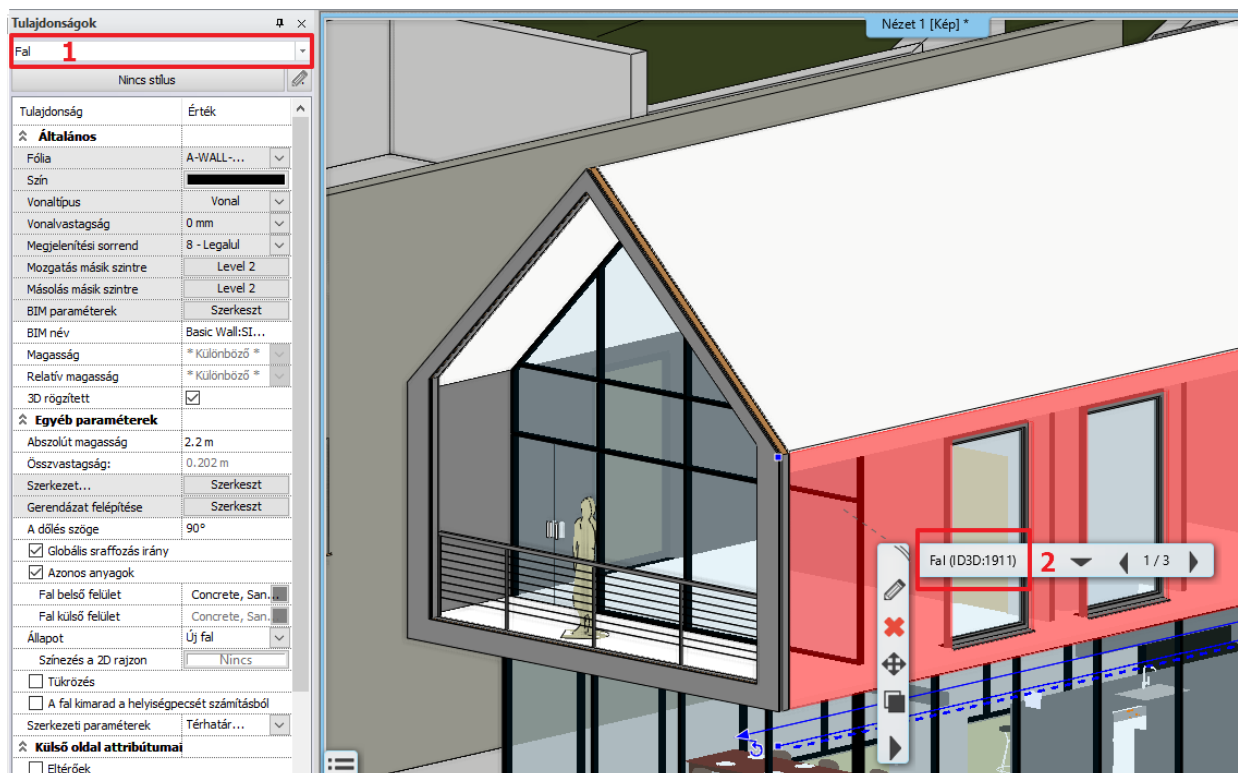 Tulajdonságok
Nézet 1 [Kép] *
Fal 1
Nincs stílus
Tulajdonság Érték
Általános
Fólia A-WALL-...
Szín
Vonaltípus Vonal
Vonalvastagság 0 mm
Megjelenítési sorrend 8 - Legalul
Mozgatás másik szintre Level 2
Másolás másik szintre Level 2
BIM paraméterek Szerkeszt
BIM név Basic Wall:SI...
Magasság * Különböző *
Relatív magasság * Különböző *
3D rögzített
Egyéb paraméterek
Abszolút magasság 2.2 m
Összvastagság: 0.202 m
Szerkezet... Szerkeszt
Gerendázat felépítése Szerkeszt
A dőlés szöge 90°
Globális sraffozás irány
Azonos anyagok
Fal belső felület Concrete, San...
Fal külső felület Concrete, San.
Állapot Új fal
Színezés a 2D rajzon Nincs
Tükrözés
A fal kimarad a helyiségpecsét számításból
Szerkezeti paraméterek Térhatár...
Külső oldal attribútumai
Eltérőek
Fal (ID3D:1911) 2 1 / 3